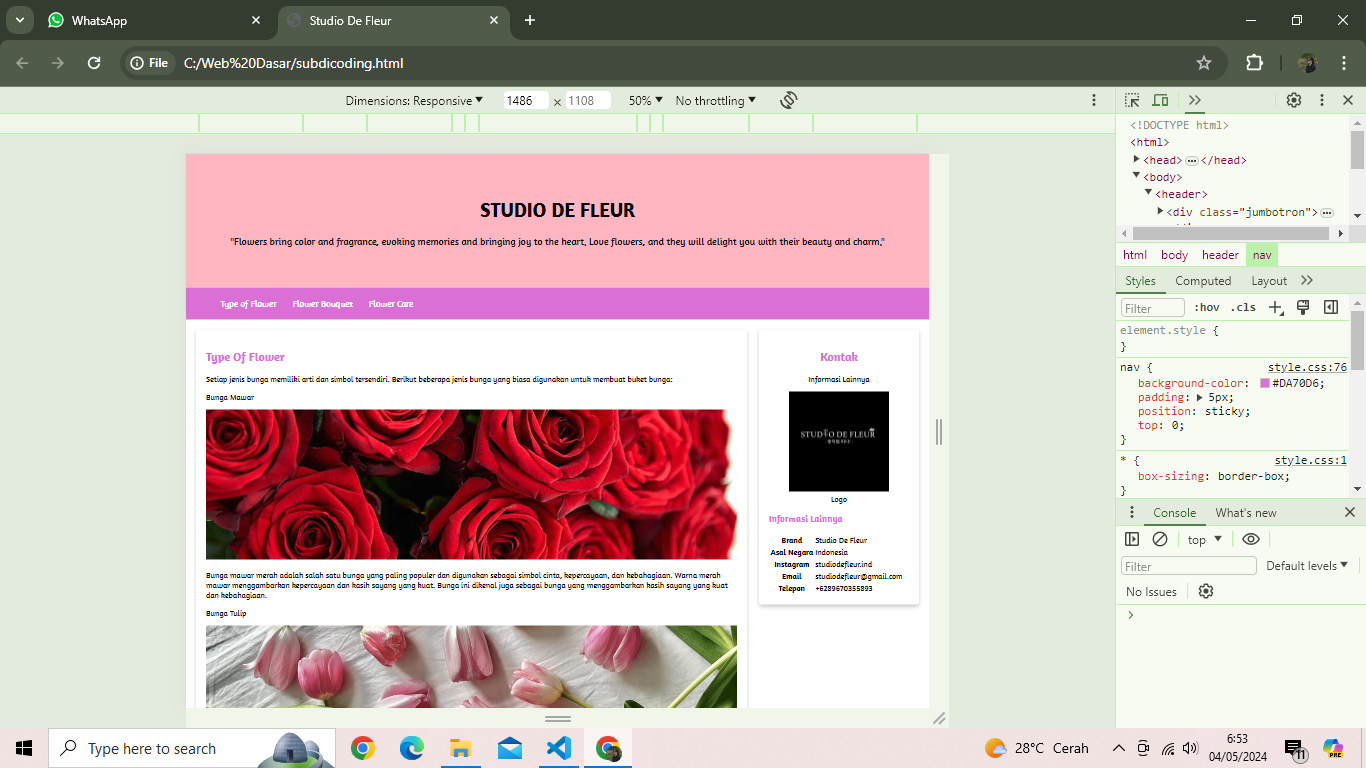 WhatsApp
Studio De Fleur
File
C:/Web%20Dasar/subdicoding.html
Dimensions: Responsive
1486 × 1108
50%
No throttling
STUDIO DE FLEUR
"Flowers bring color and fragrance, evoking memories and bringing joy to the heart, Love flowers, and they will delight you with their beauty and charm,"
Type of Flower
Flower Bouquet
Flower Care
Type Of Flower
Setiap jenis bunga memiliki arti dan simbol tersendiri. Berikut beberapa jenis bunga yang biasa digunakan untuk membuat buket bunga:
Bunga Mawar
Bunga mawar merah adalah salah satu bunga yang paling populer dan digunakan sebagai simbol cinta, kepercayaan, dan kebahagiaan. Warna merah
mawar menggambarkan kepercayaan dan kasih sayang yang kuat. Bunga ini dikenal juga sebagai bunga yang menggambarkan kasih sayang yang kuat
dan kebahagiaan.
Bunga Tulip
Kontak
Informasi Lainnya
STUDIO DE FLEUR
Logo
Informasi Lainnya
Brand Studio De Fleur
Asal Negara Indonesia
Instagram studiodefleur.ind
Email studiodefleur@gmail.com
Telepon +6289670355893
<!DOCTYPE html>
<html>
<head> ⋯ </head>
<body>
<header>
<div class="jumbotron"> ⋯
html body header nav
Styles Computed Layout
Filter :hov .cls
element.style {
}
nav { style.css:76
background-color: #DA70D6;
padding: 5px;
position: sticky;
top: 0;
}
* { style.css:1
box-sizing: border-box;
}
Console What's new
top
Filter Default levels
No Issues
Type here to search
28°C Cerah
6:53
04/05/2024
11
PRE